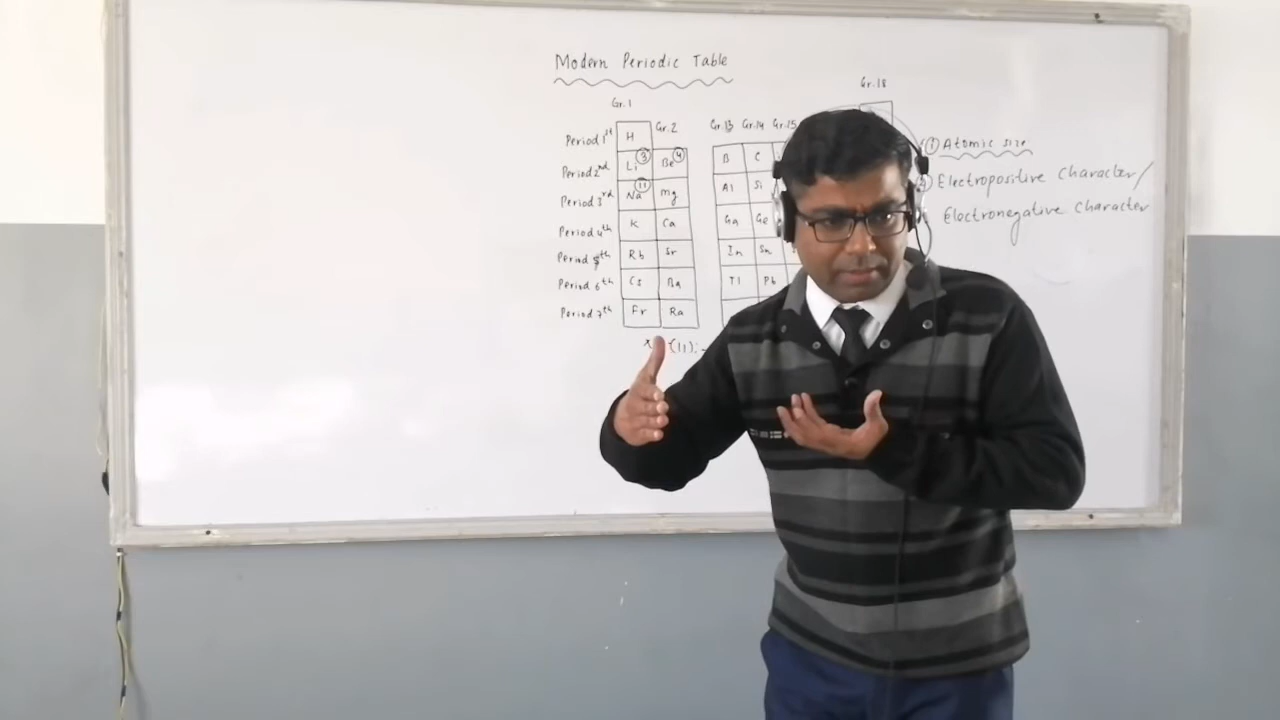 Modern Periodic Table
Gr.18
Gr.1
Gr.2 Gr.13 Gr.14 Gr.15
Period 1st H
Period 2nd Li 3 Be 4 B C
Period 3rd Na 11 Mg Al Si
Period 4th K Ca Ga Ge
Period 5th Rb Sr In Sn
Period 6th Cs Ba Tl Pb
Period 7th Fr Ra
(11):-
① Atomic size
② Electropositive character/
Electronegative character